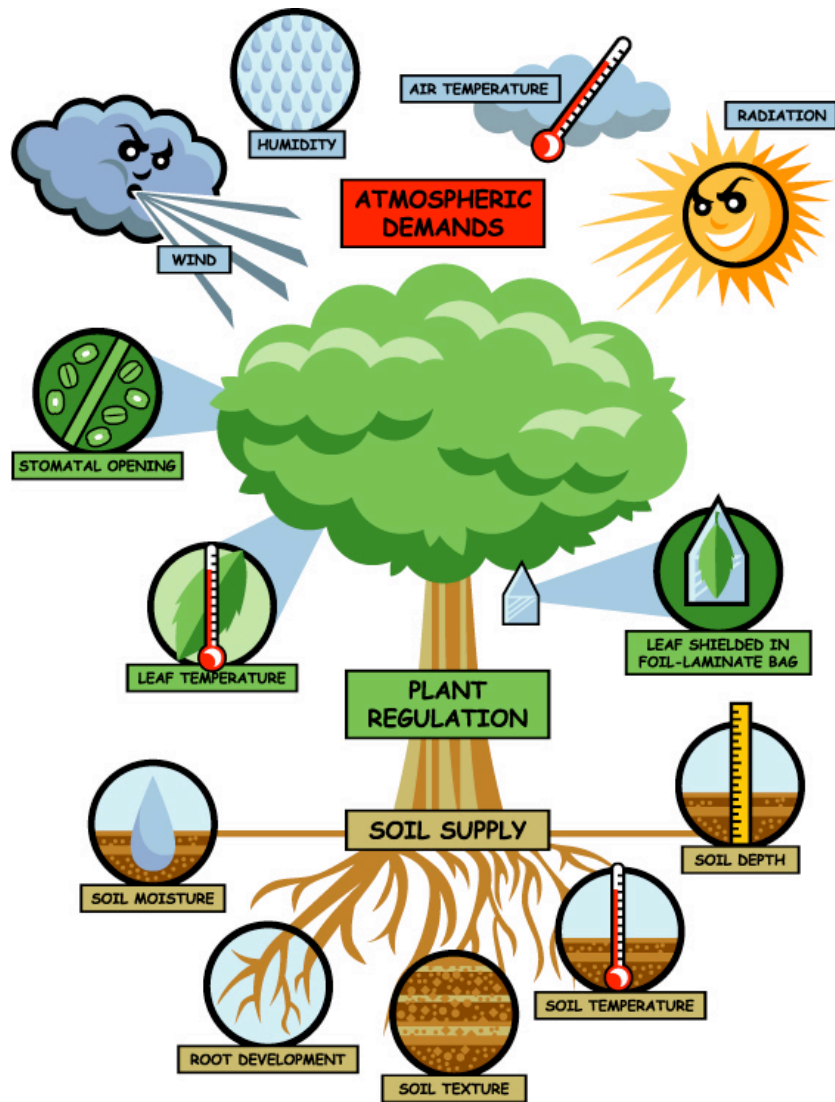 HUMIDITY
AIR TEMPERATURE
RADIATION
ATMOSPHERIC
DEMANDS
WIND
STOMATAL OPENING
LEAF TEMPERATURE
LEAF SHIELDED IN
FOIL-LAMINATE BAG
PLANT
REGULATION
SOIL SUPPLY
SOIL DEPTH
SOIL MOISTURE
SOIL TEMPERATURE
ROOT DEVELOPMENT
SOIL TEXTURE